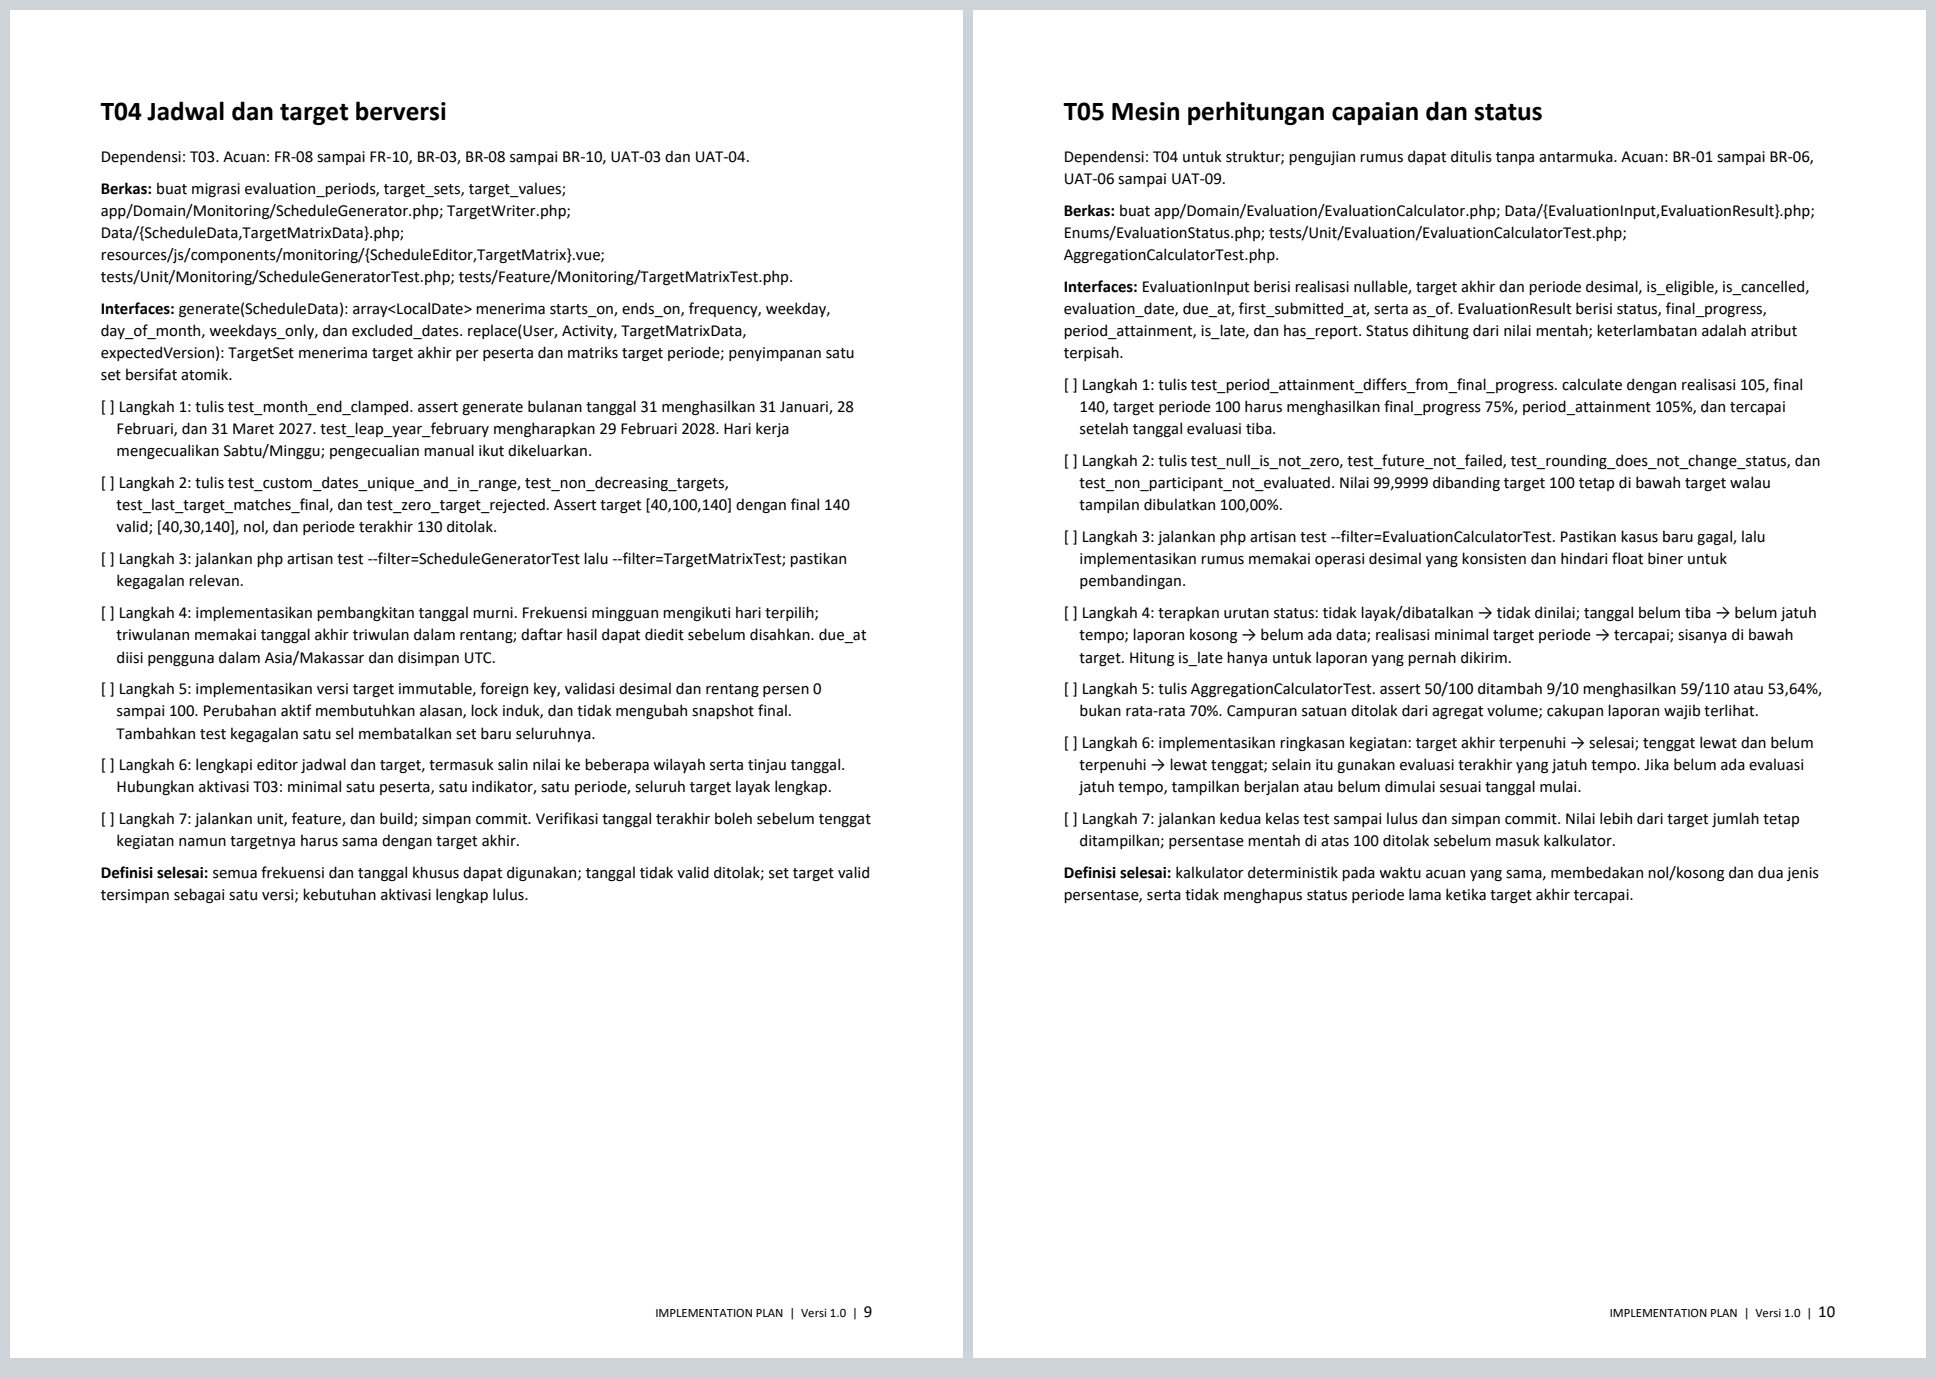 T04 Jadwal dan target berversi
Dependensi: T03. Acuan: FR-08 sampai FR-10, BR-03, BR-08 sampai BR-10, UAT-03 dan UAT-04.
Berkas: buat migrasi evaluation_periods, target_sets, target_values;
app/Domain/Monitoring/ScheduleGenerator.php; TargetWriter.php;
Data/{ScheduleData,TargetMatrixData}.php;
resources/js/components/monitoring/{ScheduleEditor,TargetMatrix}.vue;
tests/Unit/Monitoring/ScheduleGeneratorTest.php; tests/Feature/Monitoring/TargetMatrixTest.php.
Interfaces: generate(ScheduleData): array<LocalDate> menerima starts_on, ends_on, frequency, weekday,
day_of_month, weekdays_only, dan excluded_dates. replace(User, Activity, TargetMatrixData,
expectedVersion): TargetSet menerima target akhir per peserta dan matriks target periode; penyimpanan satu
set bersifat atomik.
[ ] Langkah 1: tulis test_month_end_clamped. assert generate bulanan tanggal 31 menghasilkan 31 Januari, 28
Februari, dan 31 Maret 2027. test_leap_year_february mengharapkan 29 Februari 2028. Hari kerja
mengecualikan Sabtu/Minggu; pengecualian manual ikut dikeluarkan.
[ ] Langkah 2: tulis test_custom_dates_unique_and_in_range, test_non_decreasing_targets,
test_last_target_matches_final, dan test_zero_target_rejected. Assert target [40,100,140] dengan final 140
valid; [40,30,140], nol, dan periode terakhir 130 ditolak.
[ ] Langkah 3: jalankan php artisan test --filter=ScheduleGeneratorTest lalu --filter=TargetMatrixTest; pastikan
kegagalan relevan.
[ ] Langkah 4: implementasikan pembangkitan tanggal murni. Frekuensi mingguan mengikuti hari terpilih;
triwulanan memakai tanggal akhir triwulan dalam rentang; daftar hasil dapat diedit sebelum disahkan. due_at
diisi pengguna dalam Asia/Makassar dan disimpan UTC.
[ ] Langkah 5: implementasikan versi target immutable, foreign key, validasi desimal dan rentang persen 0
sampai 100. Perubahan aktif membutuhkan alasan, lock induk, dan tidak mengubah snapshot final.
Tambahkan test kegagalan satu sel membatalkan set baru seluruhnya.
[ ] Langkah 6: lengkapi editor jadwal dan target, termasuk salin nilai ke beberapa wilayah serta tinjau tanggal.
Hubungkan aktivasi T03: minimal satu peserta, satu indikator, satu periode, seluruh target layak lengkap.
[ ] Langkah 7: jalankan unit, feature, dan build; simpan commit. Verifikasi tanggal terakhir boleh sebelum tenggat
kegiatan namun targetnya harus sama dengan target akhir.
Definisi selesai: semua frekuensi dan tanggal khusus dapat digunakan; tanggal tidak valid ditolak; set target valid
tersimpan sebagai satu versi; kebutuhan aktivasi lengkap lulus.
IMPLEMENTATION PLAN | Versi 1.0 | 9
T05 Mesin perhitungan capaian dan status
Dependensi: T04 untuk struktur; pengujian rumus dapat ditulis tanpa antarmuka. Acuan: BR-01 sampai BR-06,
UAT-06 sampai UAT-09.
Berkas: buat app/Domain/Evaluation/EvaluationCalculator.php; Data/{EvaluationInput,EvaluationResult}.php;
Enums/EvaluationStatus.php; tests/Unit/Evaluation/EvaluationCalculatorTest.php;
AggregationCalculatorTest.php.
Interfaces: EvaluationInput berisi realisasi nullable, target akhir dan periode desimal, is_eligible, is_cancelled,
evaluation_date, due_at, first_submitted_at, serta as_of. EvaluationResult berisi status, final_progress,
period_attainment, is_late, dan has_report. Status dihitung dari nilai mentah; keterlambatan adalah atribut
terpisah.
[ ] Langkah 1: tulis test_period_attainment_differs_from_final_progress. calculate dengan realisasi 105, final
140, target periode 100 harus menghasilkan final_progress 75%, period_attainment 105%, dan tercapai
setelah tanggal evaluasi tiba.
[ ] Langkah 2: tulis test_null_is_not_zero, test_future_not_failed, test_rounding_does_not_change_status, dan
test_non_participant_not_evaluated. Nilai 99,9999 dibanding target 100 tetap di bawah target walau
tampilan dibulatkan 100,00%.
[ ] Langkah 3: jalankan php artisan test --filter=EvaluationCalculatorTest. Pastikan kasus baru gagal, lalu
implementasikan rumus memakai operasi desimal yang konsisten dan hindari float biner untuk
pembandingan.
[ ] Langkah 4: terapkan urutan status: tidak layak/dibatalkan → tidak dinilai; tanggal belum tiba → belum jatuh
tempo; laporan kosong → belum ada data; realisasi minimal target periode → tercapai; sisanya di bawah
target. Hitung is_late hanya untuk laporan yang pernah dikirim.
[ ] Langkah 5: tulis AggregationCalculatorTest. assert 50/100 ditambah 9/10 menghasilkan 59/110 atau 53,64%,
bukan rata-rata 70%. Campuran satuan ditolak dari agregat volume; cakupan laporan wajib terlihat.
[ ] Langkah 6: implementasikan ringkasan kegiatan: target akhir terpenuhi → selesai; tenggat lewat dan belum
terpenuhi → lewat tenggat; selain itu gunakan evaluasi terakhir yang jatuh tempo. Jika belum ada evaluasi
jatuh tempo, tampilkan berjalan atau belum dimulai sesuai tanggal mulai.
[ ] Langkah 7: jalankan kedua kelas test sampai lulus dan simpan commit. Nilai lebih dari target jumlah tetap
ditampilkan; persentase mentah di atas 100 ditolak sebelum masuk kalkulator.
Definisi selesai: kalkulator deterministik pada waktu acuan yang sama, membedakan nol/kosong dan dua jenis
persentase, serta tidak menghapus status periode lama ketika target akhir tercapai.
IMPLEMENTATION PLAN | Versi 1.0 | 10